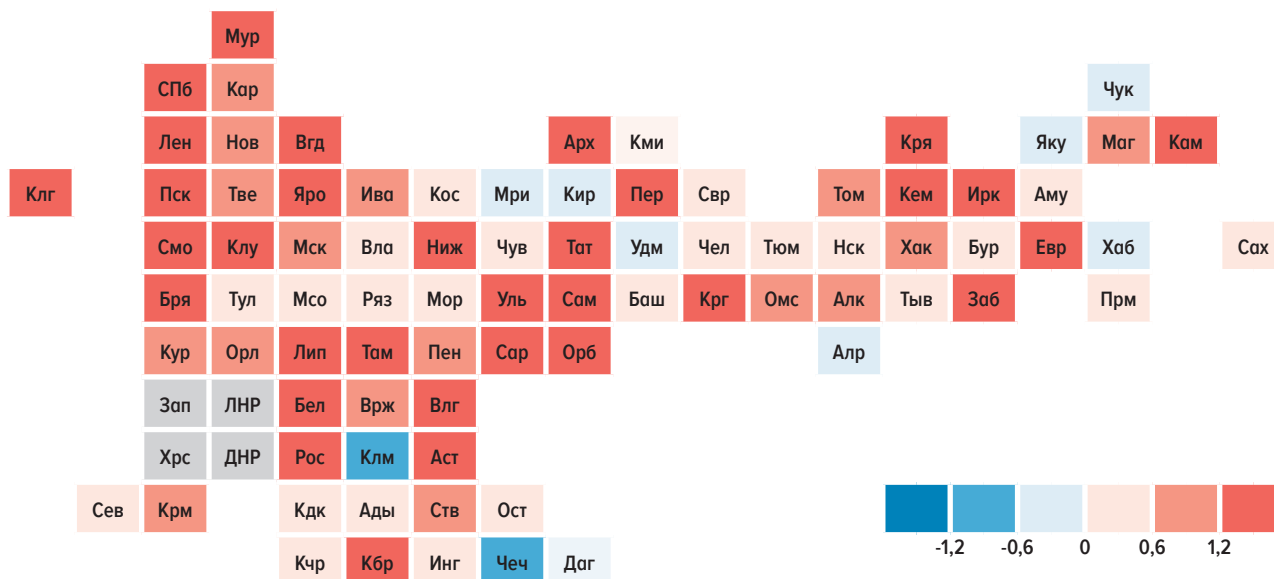 Мур
СПб Кар Чук
Лен Нов Вгд Арх Кми Кря Яку Маг Кам
Клг Пск Тве Яро Ива Кос Мри Кир Пер Свр Том Кем Ирк Аму
Смо Клу Мск Вла Ниж Чув Тат Удм Чел Тюм Нск Хак Бур Евр Хаб Сах
Бря Тул Мсо Ряз Мор Уль Сам Баш Крг Омс Алк Тыв Заб Прм
Кур Орл Лип Там Пен Сар Орб Алр
Зап ЛНР Бел Врж Влг
Хрс ДНР Рос Клм Аст
Сев Крм Кдк Ады Ств Ост
-1,2 -0,6 0 0,6 1,2
Кчр Кбр Инг Чеч Даг